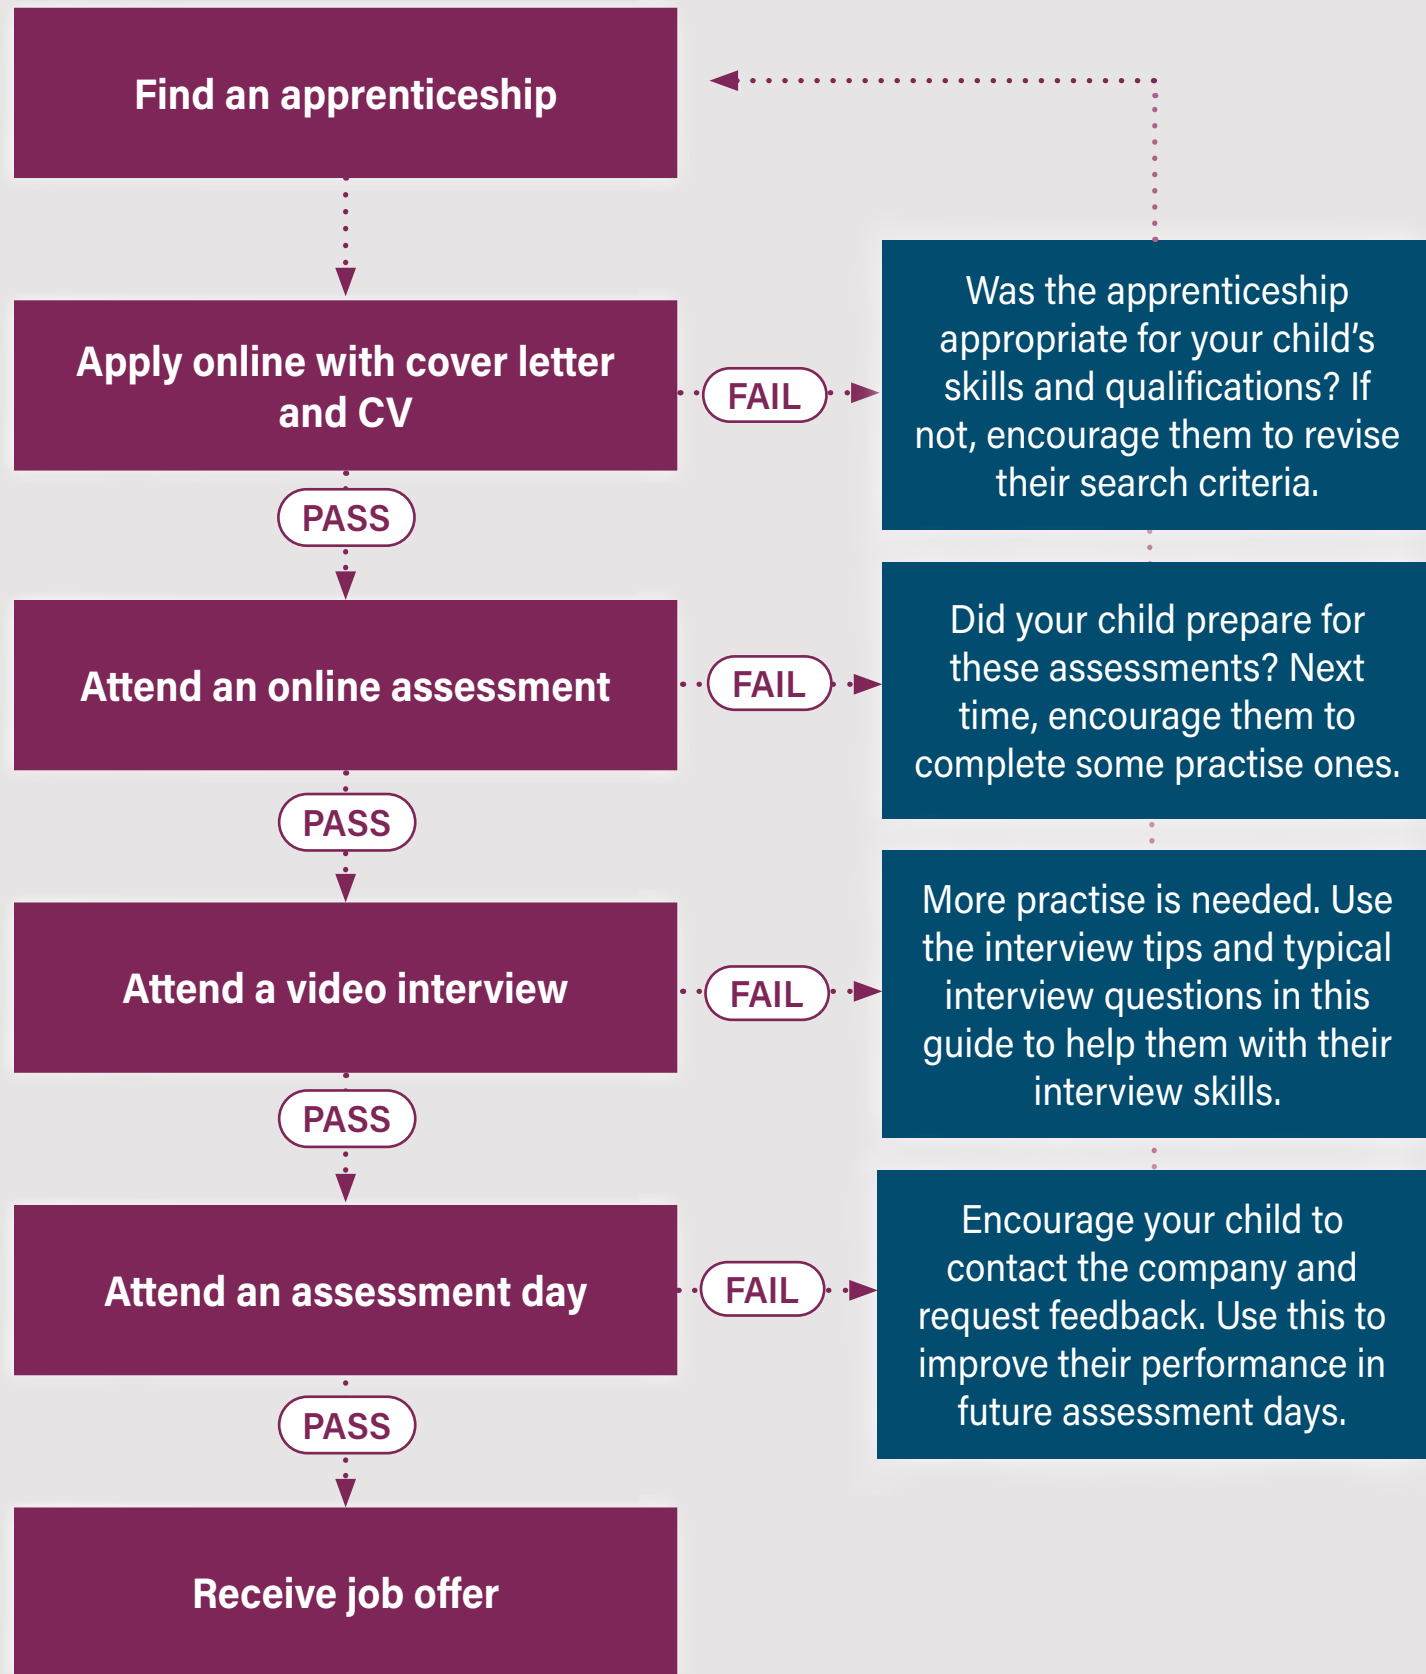 Find an apprenticeship
Apply online with cover letter
and CV
FAIL
Was the apprenticeship
appropriate for your child’s
skills and qualifications? If
not, encourage them to revise
their search criteria.
PASS
Attend an online assessment
FAIL
Did your child prepare for
these assessments? Next
time, encourage them to
complete some practise ones.
PASS
Attend a video interview
FAIL
More practise is needed. Use
the interview tips and typical
interview questions in this
guide to help them with their
interview skills.
PASS
Attend an assessment day
FAIL
Encourage your child to
contact the company and
request feedback. Use this to
improve their performance in
future assessment days.
PASS
Receive job offer